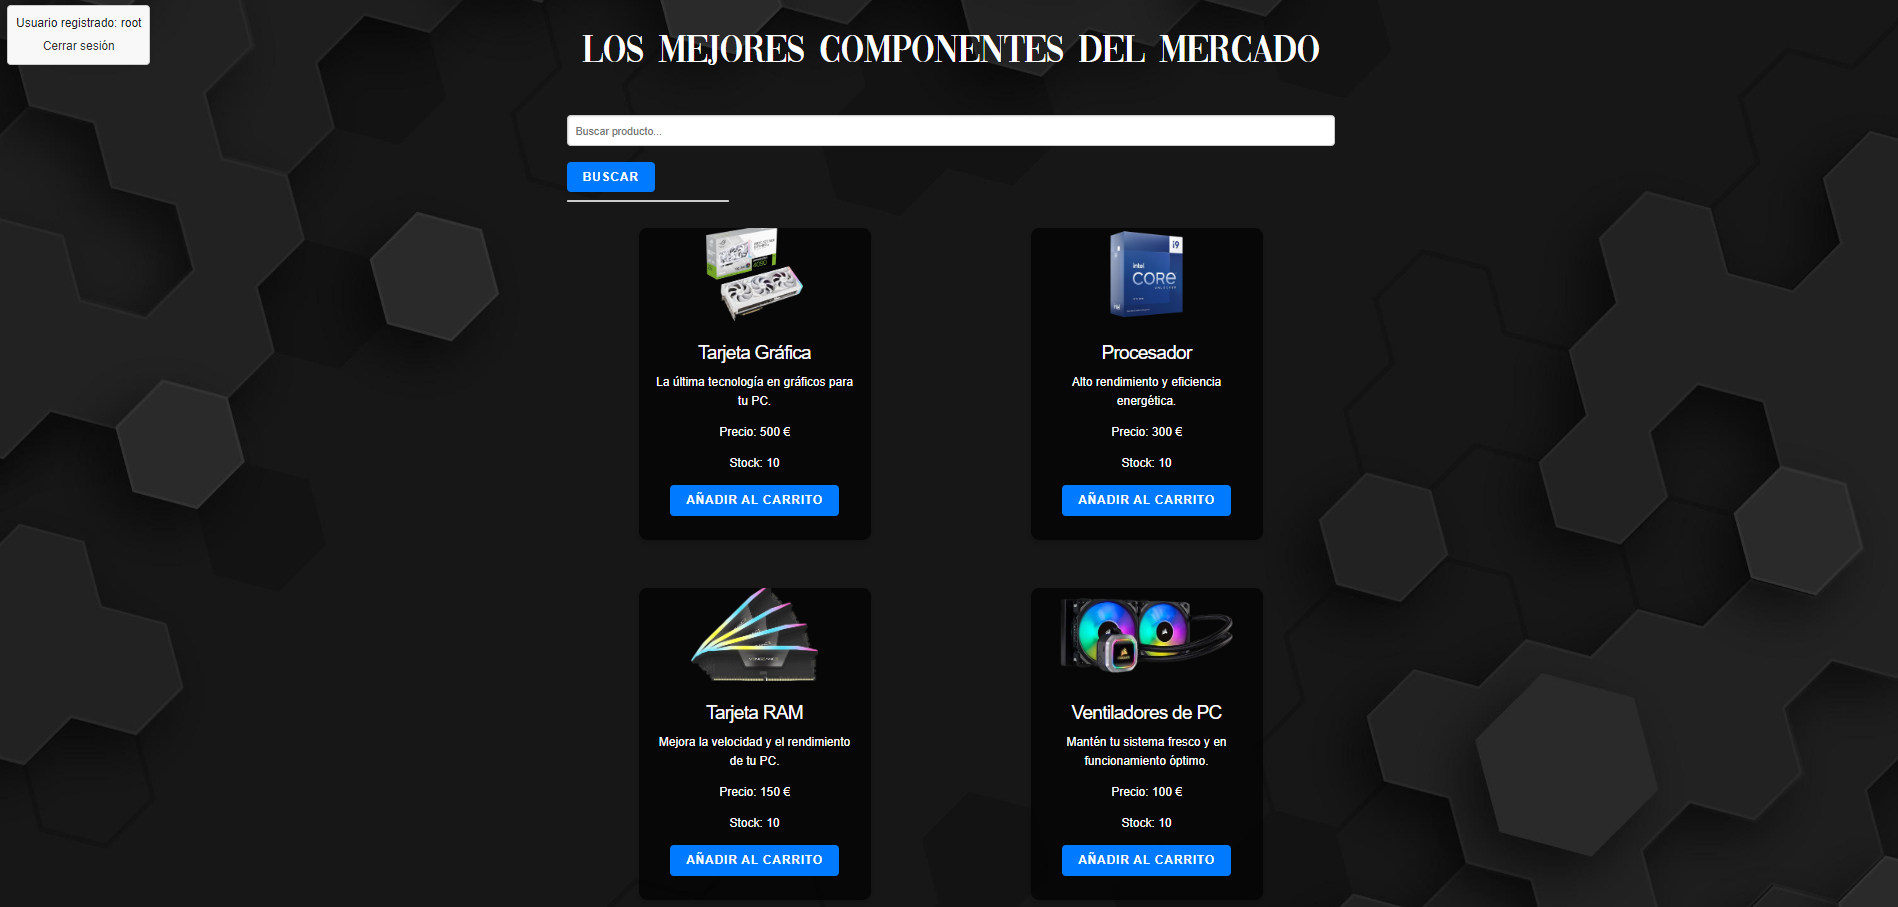 Usuario registrado: root
Cerrar sesión
LOS MEJORES COMPONENTES DEL MERCADO
Buscar producto...
BUSCAR
Tarjeta Gráfica
La última tecnología en gráficos para
tu PC.
Precio: 500 €
Stock: 10
AÑADIR AL CARRITO
i9
intel
CORE
Procesador
Alto rendimiento y eficiencia
energética.
Precio: 300 €
Stock: 10
AÑADIR AL CARRITO
Tarjeta RAM
Mejora la velocidad y el rendimiento
de tu PC.
Precio: 150 €
Stock: 10
AÑADIR AL CARRITO
Ventiladores de PC
Mantén tu sistema fresco y en
funcionamiento óptimo.
Precio: 100 €
Stock: 10
AÑADIR AL CARRITO